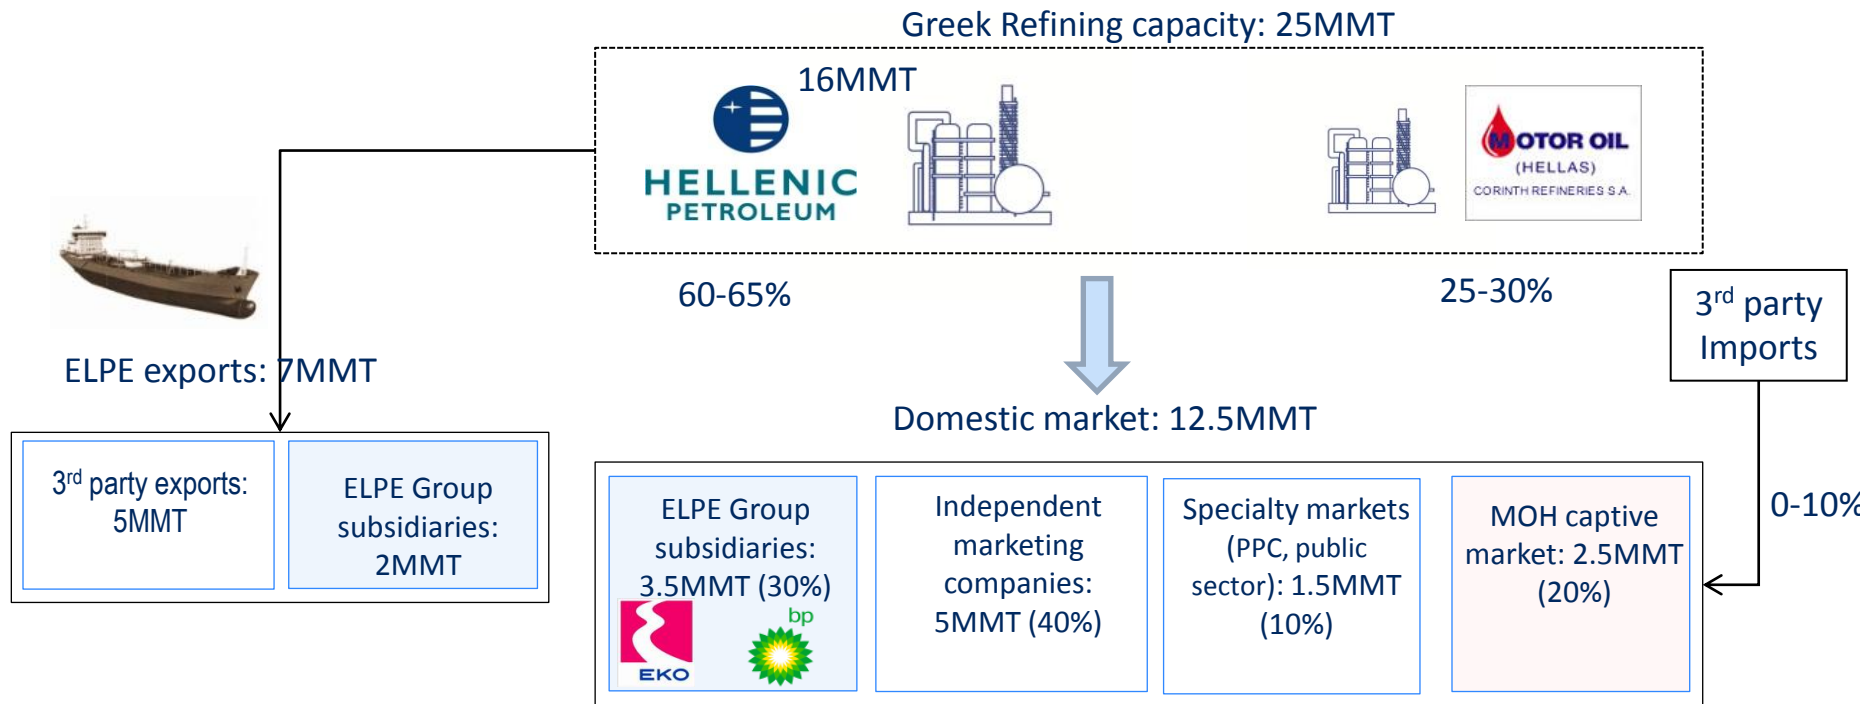 Greek Refining capacity: 25MMT
16MMT
HELLENIC
PETROLEUM
MOTOR OIL
(HELLAS)
CORINTH REFINERIES S.A.
60-65%
25-30%
3rd party
Imports
0-10%
ELPE exports: 7MMT
3rd party exports:
5MMT
ELPE Group
subsidiaries:
2MMT
Domestic market: 12.5MMT
ELPE Group
subsidiaries:
3.5MMT (30%)
EKO
bp
Independent
marketing
companies:
5MMT (40%)
Specialty markets
(PPC, public
sector): 1.5MMT
(10%)
MOH captive
market: 2.5MMT
(20%)